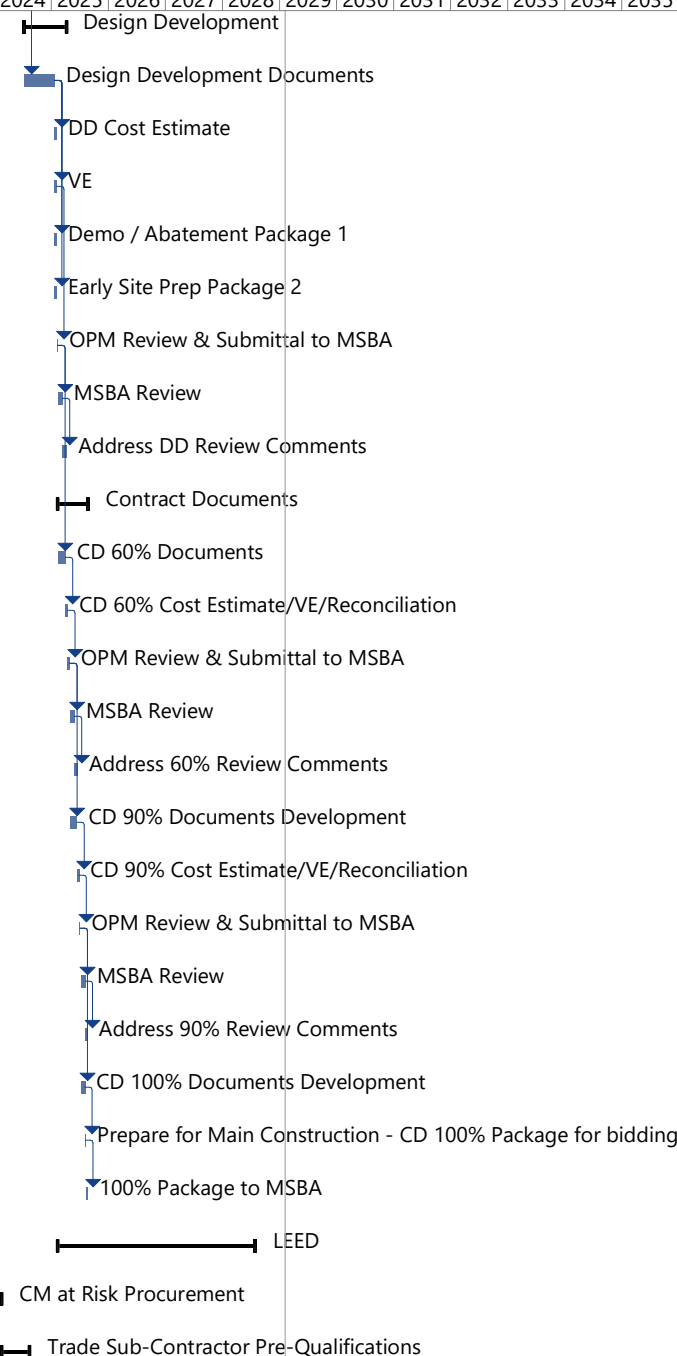 2024 2025 2026 2027 2028 2029 2030 2031 2032 2033 2034 2035
Design Development
Design Development Documents
DD Cost Estimate
VE
Demo / Abatement Package 1
Early Site Prep Package 2
OPM Review & Submittal to MSBA
MSBA Review
Address DD Review Comments
Contract Documents
CD 60% Documents
CD 60% Cost Estimate/VE/Reconciliation
OPM Review & Submittal to MSBA
MSBA Review
Address 60% Review Comments
CD 90% Documents Development
CD 90% Cost Estimate/VE/Reconciliation
OPM Review & Submittal to MSBA
MSBA Review
Address 90% Review Comments
CD 100% Documents Development
Prepare for Main Construction - CD 100% Package for bidding
100% Package to MSBA
LEED
CM at Risk Procurement
Trade Sub-Contractor Pre-Qualifications